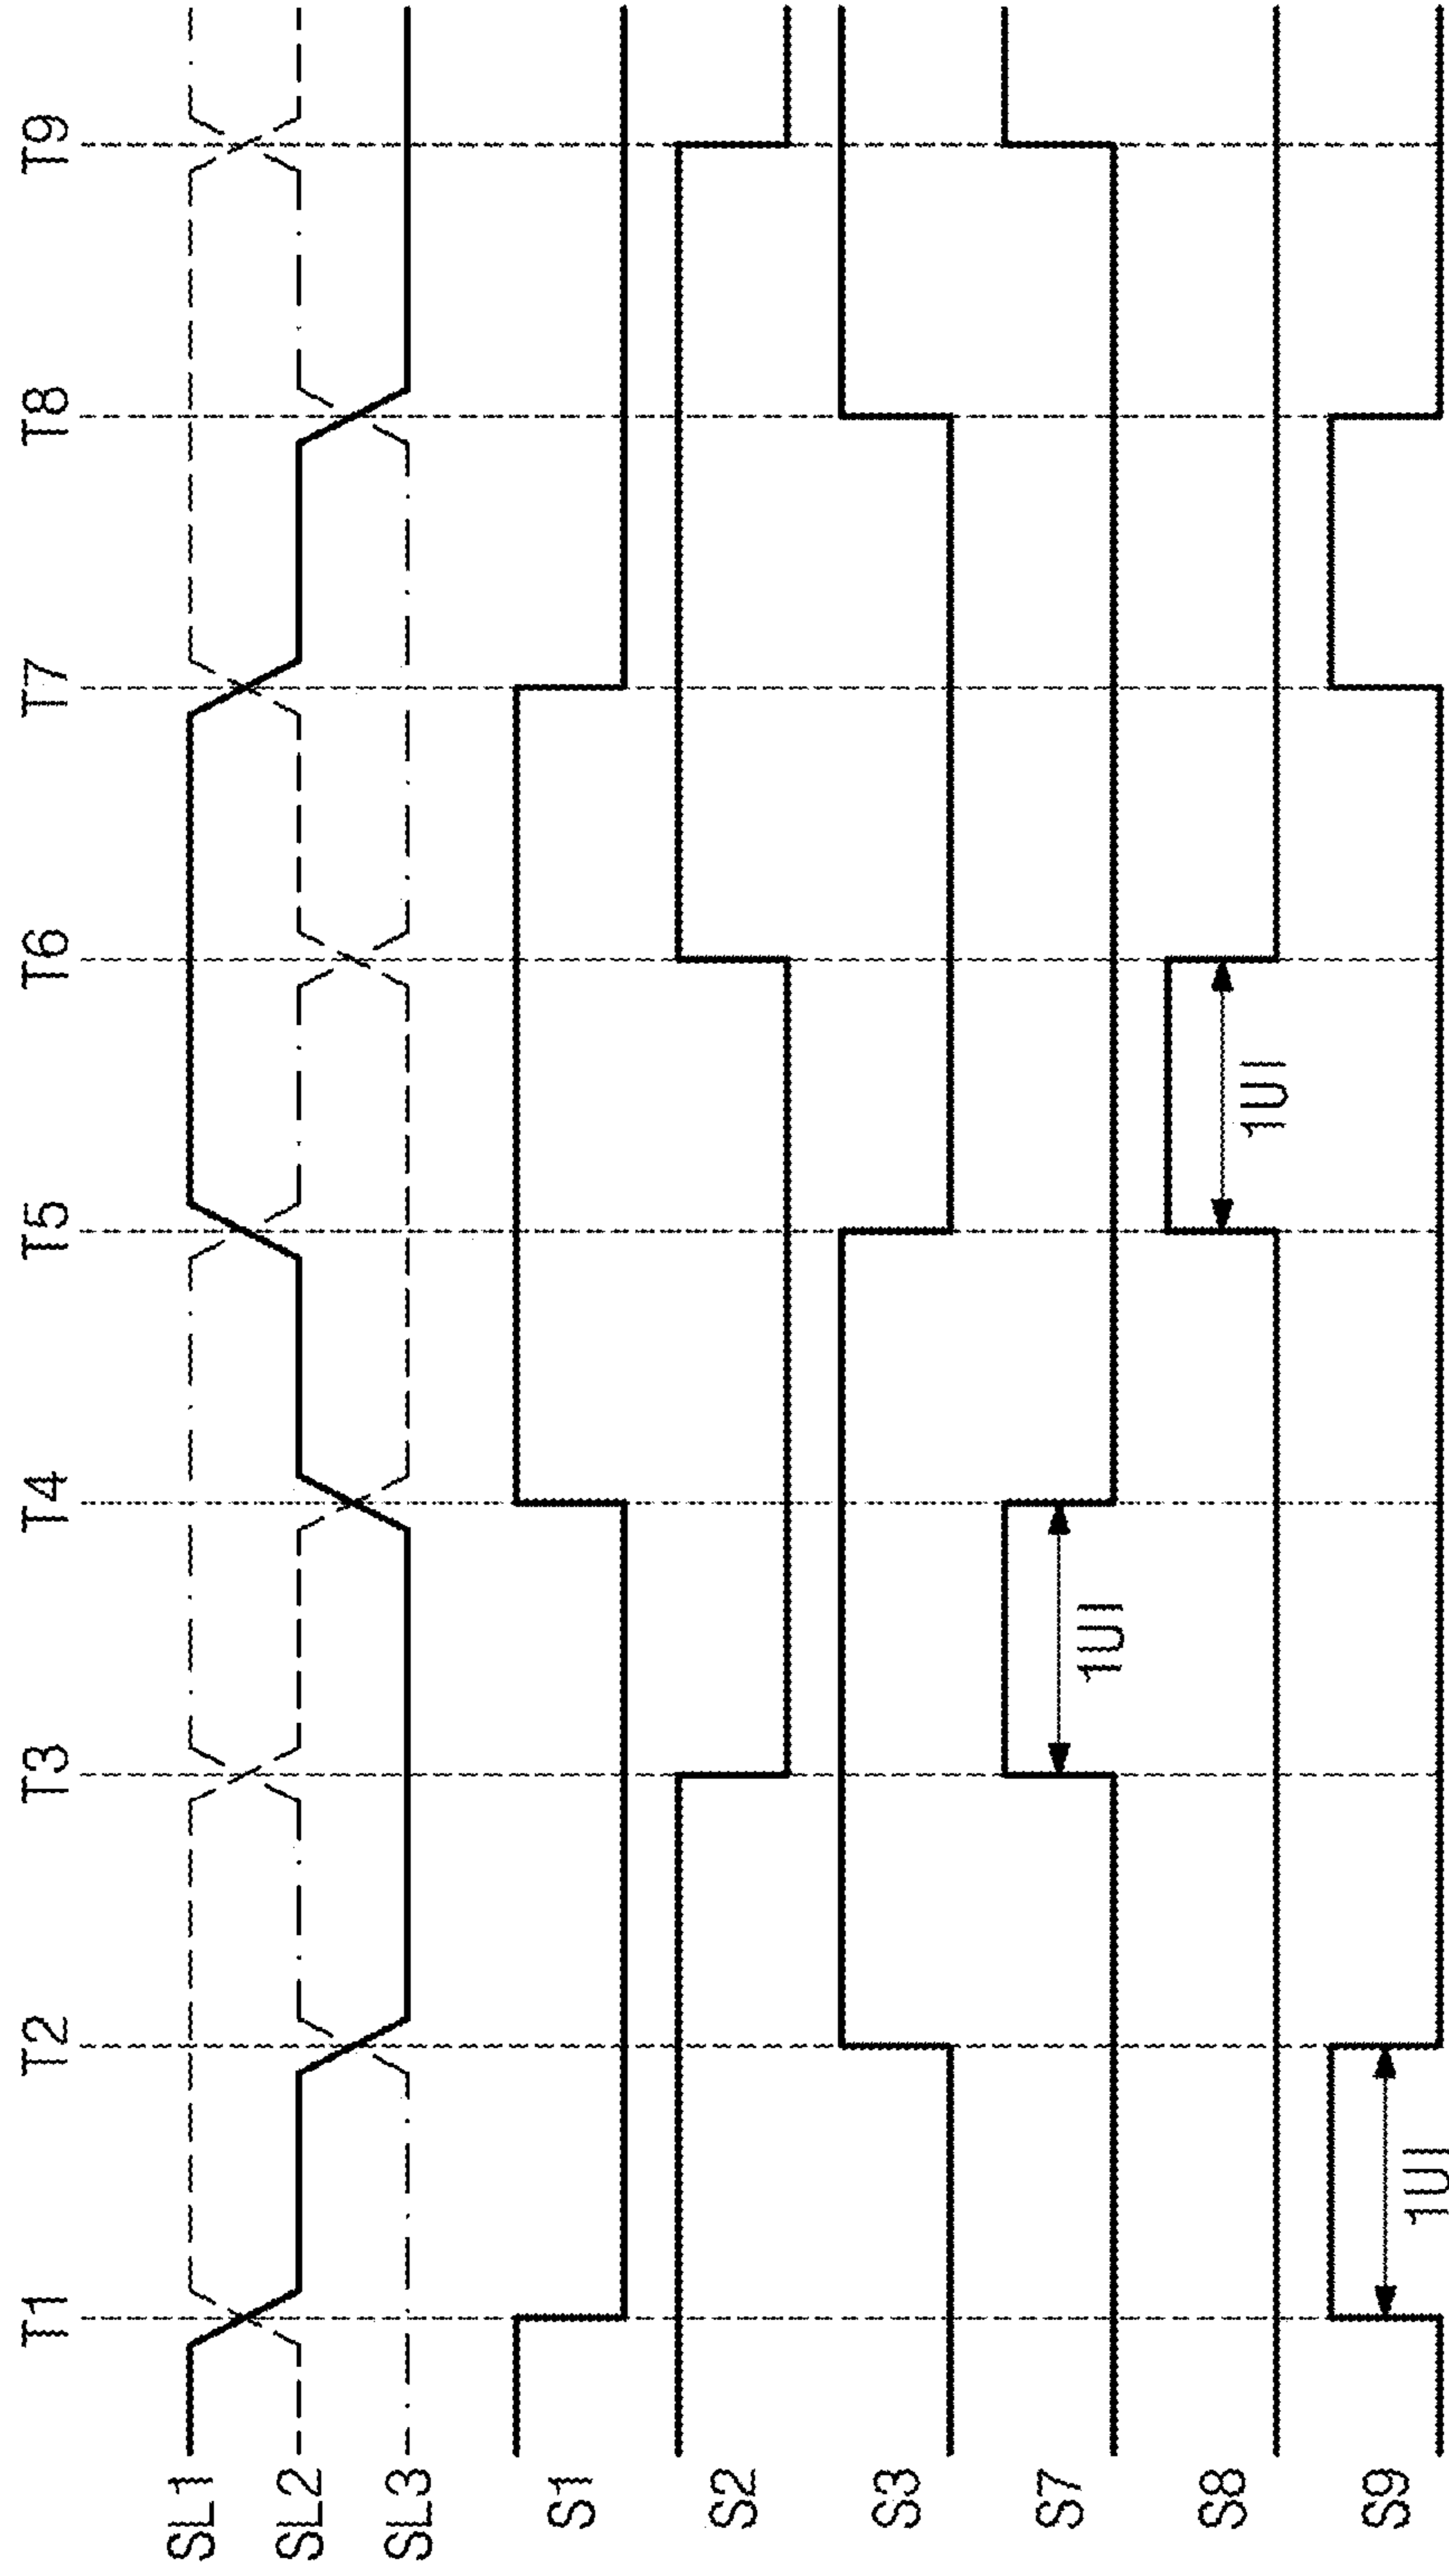 T1 T2 T3 T4 T5 T6 T7 T8 T9
SL1
SL2
SL3
S1
S2
S3
S7
1UI
S8
1UI
S9
1UI